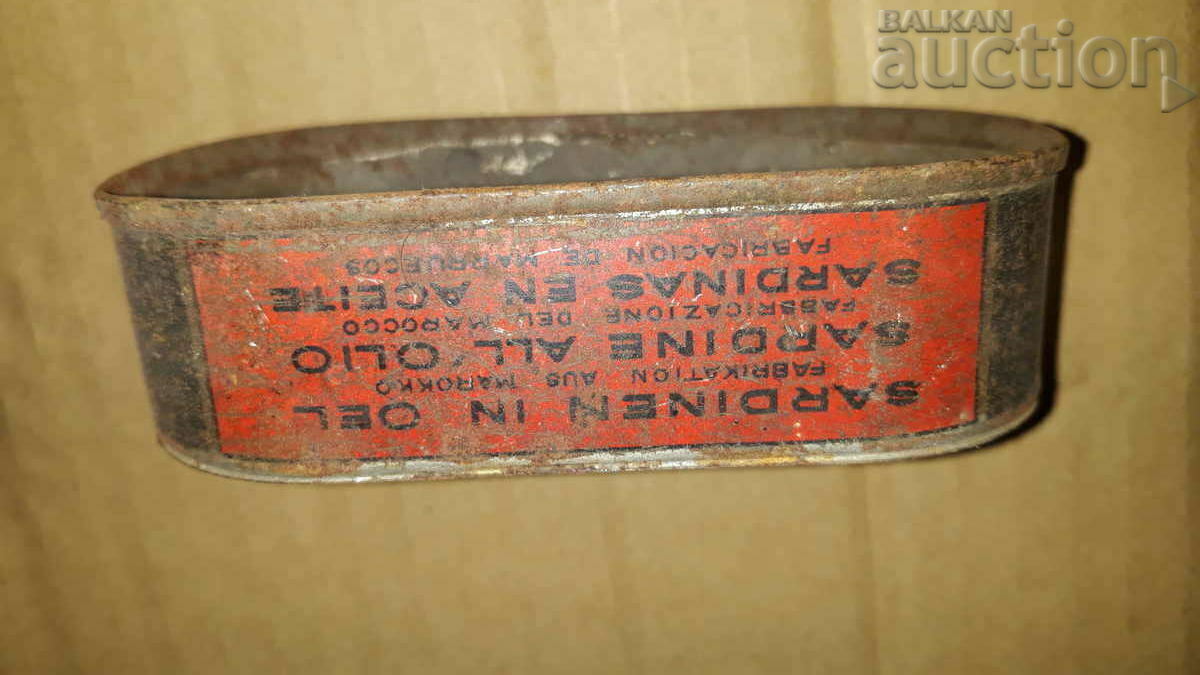 BALKAN
auction
SARDINEN IN OEL
FABRIKATION AUS MAROKKO
SARDINE ALL'OLIO
FABBRICAZIONE DEL MAROCCO
SARDINAS EN ACEITE
FABRICACION DE MARRUECOS